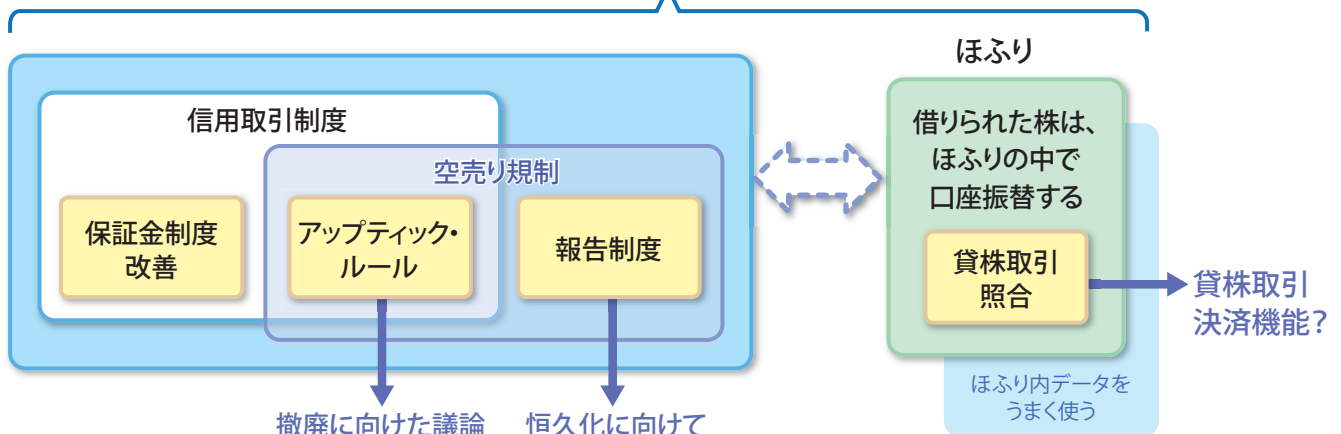 ほふり
信用取引制度
空売り規制
保証金制度
改善
アップティック・
ルール
報告制度
借りられた株は、
ほふりの中で
口座振替する
貸株取引
照合
貸株取引
決済機能?
ほふり内データを
うまく使う
撤廃に向けた議論
恒久化に向けて